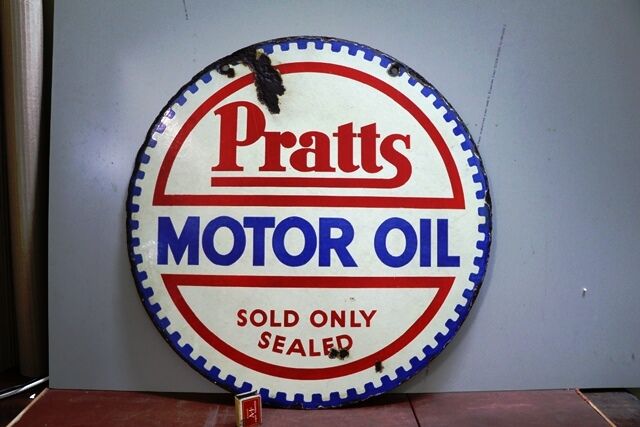 Pratts
MOTOR OIL
SOLD ONLY
SEALED